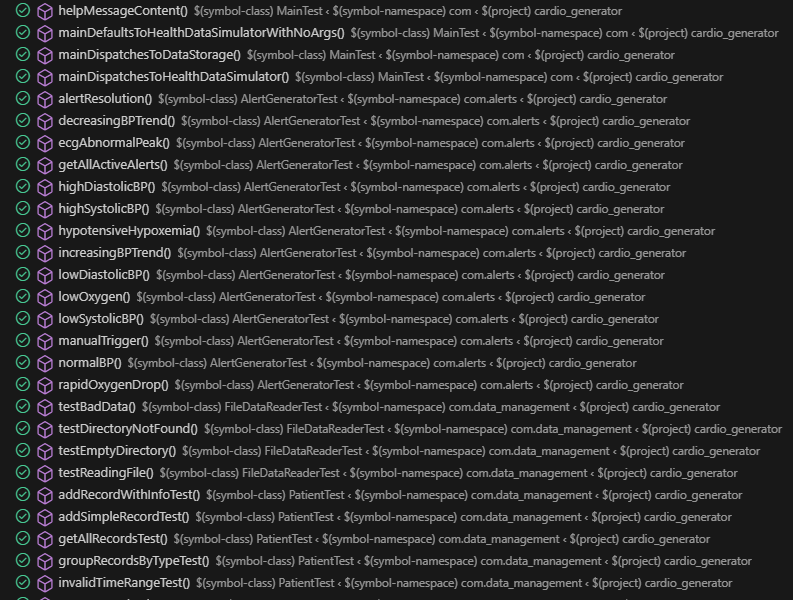 helpMessageContent() $(symbol-class) MainTest ‹ $(symbol-namespace) com ‹ $(project) cardio_generator
mainDefaultsToHealthDataSimulatorWithNoArgs() $(symbol-class) MainTest ‹ $(symbol-namespace) com ‹ $(project) cardio_generator
mainDispatchesToDataStorage() $(symbol-class) MainTest ‹ $(symbol-namespace) com ‹ $(project) cardio_generator
mainDispatchesToHealthDataSimulator() $(symbol-class) MainTest ‹ $(symbol-namespace) com ‹ $(project) cardio_generator
alertResolution() $(symbol-class) AlertGeneratorTest ‹ $(symbol-namespace) com.alerts ‹ $(project) cardio_generator
decreasingBPTrend() $(symbol-class) AlertGeneratorTest ‹ $(symbol-namespace) com.alerts ‹ $(project) cardio_generator
ecgAbnormalPeak() $(symbol-class) AlertGeneratorTest ‹ $(symbol-namespace) com.alerts ‹ $(project) cardio_generator
getAllActiveAlerts() $(symbol-class) AlertGeneratorTest ‹ $(symbol-namespace) com.alerts ‹ $(project) cardio_generator
highDiastolicBP() $(symbol-class) AlertGeneratorTest ‹ $(symbol-namespace) com.alerts ‹ $(project) cardio_generator
highSystolicBP() $(symbol-class) AlertGeneratorTest ‹ $(symbol-namespace) com.alerts ‹ $(project) cardio_generator
hypotensiveHypoxemia() $(symbol-class) AlertGeneratorTest ‹ $(symbol-namespace) com.alerts ‹ $(project) cardio_generator
increasingBPTrend() $(symbol-class) AlertGeneratorTest ‹ $(symbol-namespace) com.alerts ‹ $(project) cardio_generator
lowDiastolicBP() $(symbol-class) AlertGeneratorTest ‹ $(symbol-namespace) com.alerts ‹ $(project) cardio_generator
lowOxygen() $(symbol-class) AlertGeneratorTest ‹ $(symbol-namespace) com.alerts ‹ $(project) cardio_generator
lowSystolicBP() $(symbol-class) AlertGeneratorTest ‹ $(symbol-namespace) com.alerts ‹ $(project) cardio_generator
manualTrigger() $(symbol-class) AlertGeneratorTest ‹ $(symbol-namespace) com.alerts ‹ $(project) cardio_generator
normalBP() $(symbol-class) AlertGeneratorTest ‹ $(symbol-namespace) com.alerts ‹ $(project) cardio_generator
rapidOxygenDrop() $(symbol-class) AlertGeneratorTest ‹ $(symbol-namespace) com.alerts ‹ $(project) cardio_generator
testBadData() $(symbol-class) FileDataReaderTest ‹ $(symbol-namespace) com.data_management ‹ $(project) cardio_generator
testDirectoryNotFound() $(symbol-class) FileDataReaderTest ‹ $(symbol-namespace) com.data_management ‹ $(project) cardio_generator
testEmptyDirectory() $(symbol-class) FileDataReaderTest ‹ $(symbol-namespace) com.data_management ‹ $(project) cardio_generator
testReadingFile() $(symbol-class) FileDataReaderTest ‹ $(symbol-namespace) com.data_management ‹ $(project) cardio_generator
addRecordWithInfoTest() $(symbol-class) PatientTest ‹ $(symbol-namespace) com.data_management ‹ $(project) cardio_generator
addSimpleRecordTest() $(symbol-class) PatientTest ‹ $(symbol-namespace) com.data_management ‹ $(project) cardio_generator
getAllRecordsTest() $(symbol-class) PatientTest ‹ $(symbol-namespace) com.data_management ‹ $(project) cardio_generator
groupRecordsByTypeTest() $(symbol-class) PatientTest ‹ $(symbol-namespace) com.data_management ‹ $(project) cardio_generator
invalidTimeRangeTest() $(symbol-class) PatientTest ‹ $(symbol-namespace) com.data_management ‹ $(project) cardio_generator